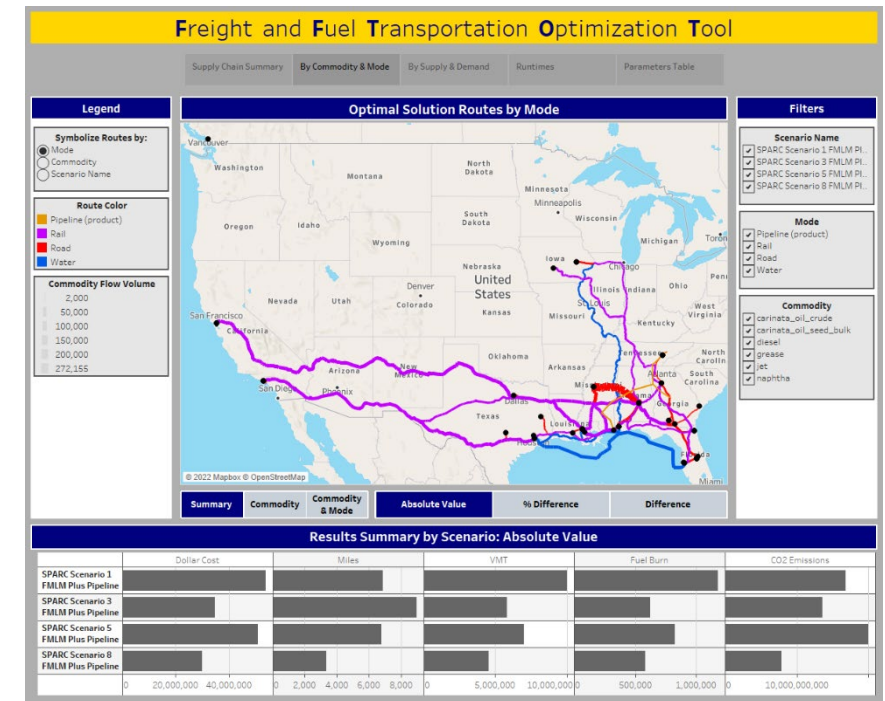 Freight and Fuel Transportation Optimization Tool
Supply Chain Summary
By Commodity & Mode
By Supply & Demand
Runtimes
Parameters Table
Legend
Symbolize Routes by:
Mode
Commodity
Scenario Name
Route Color
Pipeline (product)
Rail
Road
Water
Commodity Flow Volume
2,000
50,000
100,000
150,000
200,000
272,155
Optimal Solution Routes by Mode
Vancouver
Washington
Montana
North
Dakota
Minnesota
Minneapolis
Oregon
Idaho
South
Dakota
Wisconsin
Michigan
Toron
Wyoming
Iowa
Chicago
Nebraska
United
States
Denver
Colorado
Illinois
Indiana
Ohio
Penn
Nevada
Utah
Kansas
Missouri
St. Louis
West
Virginia
Kentucky
San Francisco
California
Oklahoma
Tennessee
North
Carolin
Arizona
New
Mexico
Arkansas
Atlanta
South
Carolina
San Diego
Phoenix
Dallas
Georgia
Texas
Louisiana
Houston
Florida
Miami
© 2022 Mapbox © OpenStreetMap
Summary
Commodity
Commodity
& Mode
Absolute Value
% Difference
Difference
Filters
Scenario Name
SPARC Scenario 1 FMLM Pl..
SPARC Scenario 3 FMLM Pl..
SPARC Scenario 5 FMLM Pl..
SPARC Scenario 8 FMLM Pl..
Mode
Pipeline (product)
Rail
Road
Water
Commodity
carinata_oil_crude
carinata_oil_seed_bulk
diesel
grease
jet
naphtha
Results Summary by Scenario: Absolute Value
Dollar Cost
Miles
VMT
Fuel Burn
CO2 Emissions
SPARC Scenario 1
FMLM Plus Pipeline
SPARC Scenario 3
FMLM Plus Pipeline
SPARC Scenario 5
FMLM Plus Pipeline
SPARC Scenario 8
FMLM Plus Pipeline
0 20,000,000 40,000,000
0 2,000 4,000 6,000 8,000
0 5,000,000 10,000,000
0 500,000 1,000,000
0 10,000,000,000